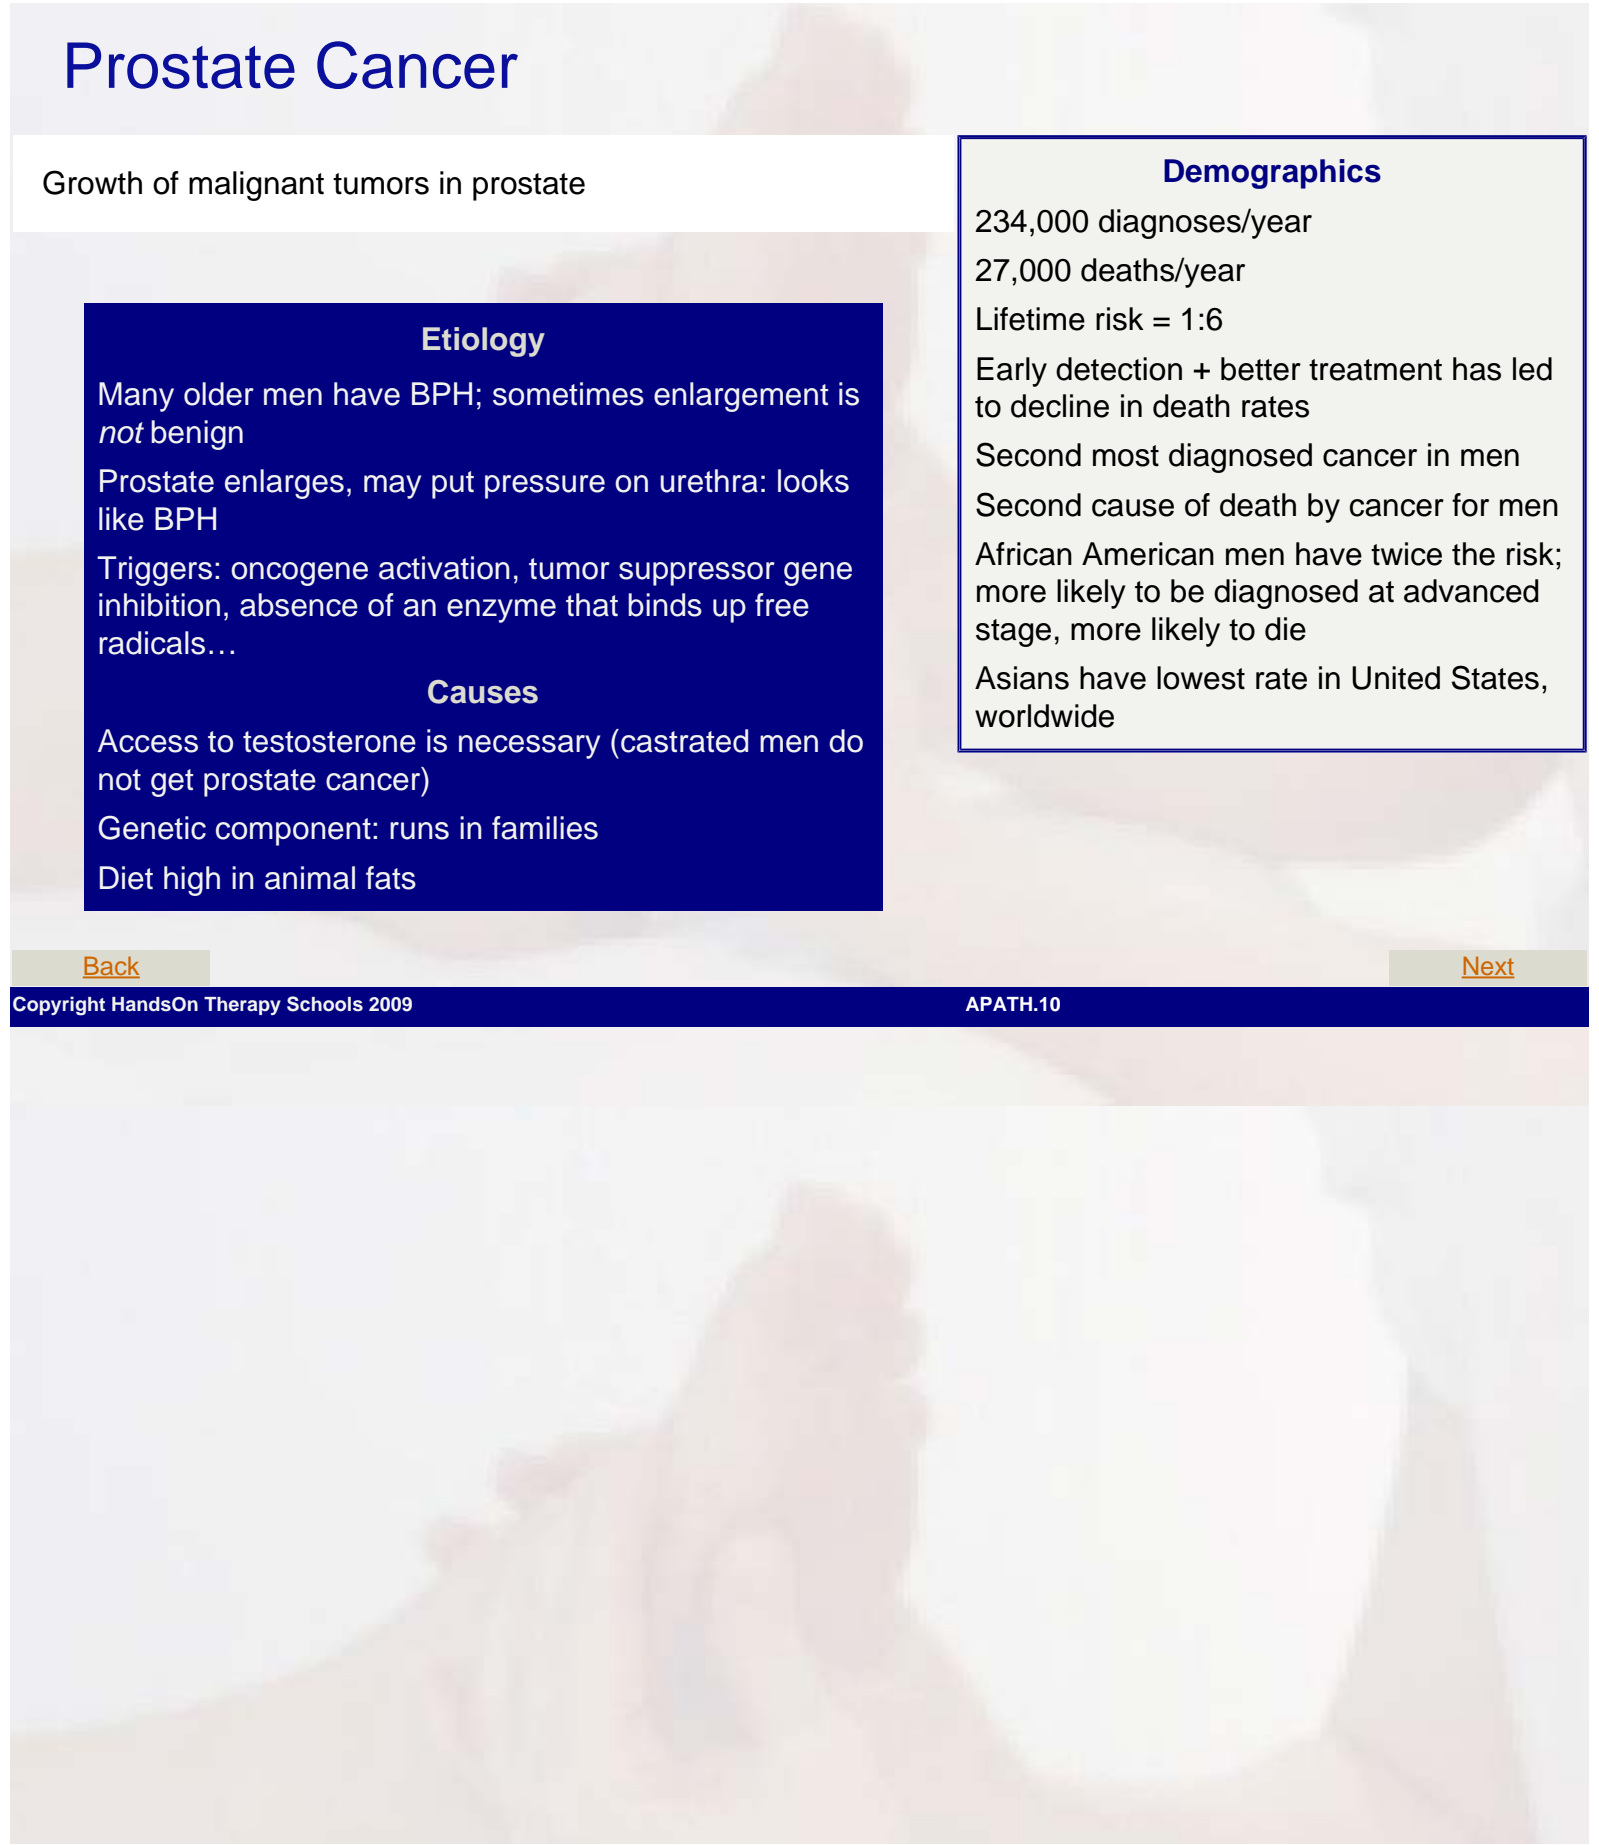 Prostate Cancer
Growth of malignant tumors in prostate
Etiology
Many older men have BPH; sometimes enlargement is
not benign
Prostate enlarges, may put pressure on urethra: looks
like BPH
Triggers: oncogene activation, tumor suppressor gene
inhibition, absence of an enzyme that binds up free
radicals…
Causes
Access to testosterone is necessary (castrated men do
not get prostate cancer)
Genetic component: runs in families
Diet high in animal fats
Demographics
234,000 diagnoses/year
27,000 deaths/year
Lifetime risk = 1:6
Early detection + better treatment has led
to decline in death rates
Second most diagnosed cancer in men
Second cause of death by cancer for men
African American men have twice the risk;
more likely to be diagnosed at advanced
stage, more likely to die
Asians have lowest rate in United States,
worldwide
Back
Next
Copyright HandsOn Therapy Schools 2009
APATH.10